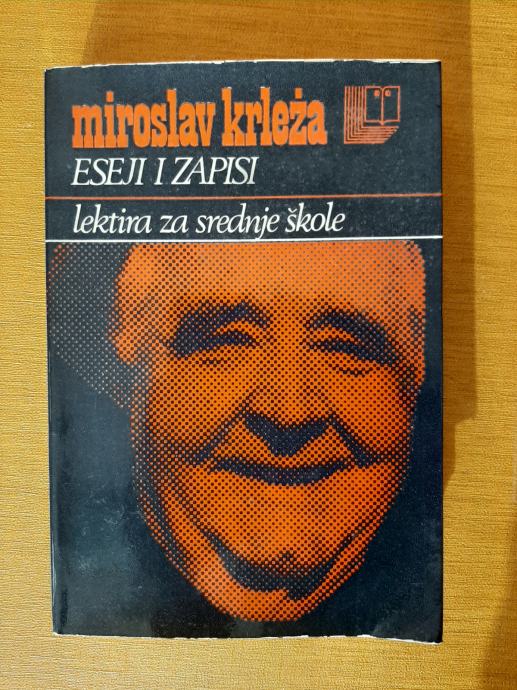 miroslav krleža
ESEJI I ZAPISI
lektira za srednje škole